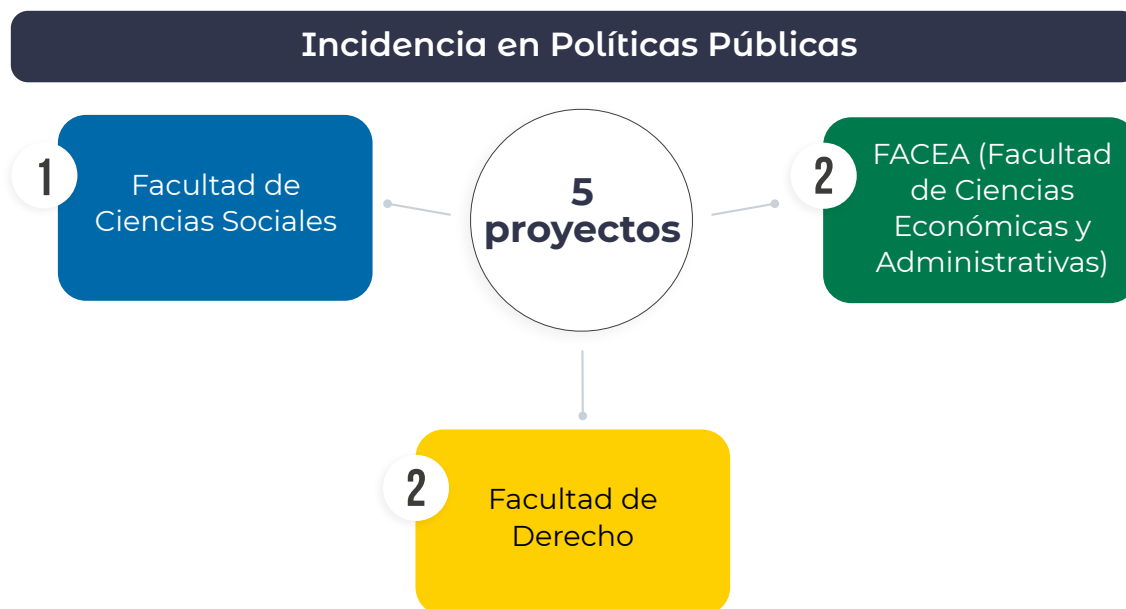 Incidencia en Políticas Públicas
1
Facultad de
Ciencias Sociales
5
proyectos
2
FACEA (Facultad
de Ciencias
Económicas y
Administrativas)
2
Facultad de
Derecho